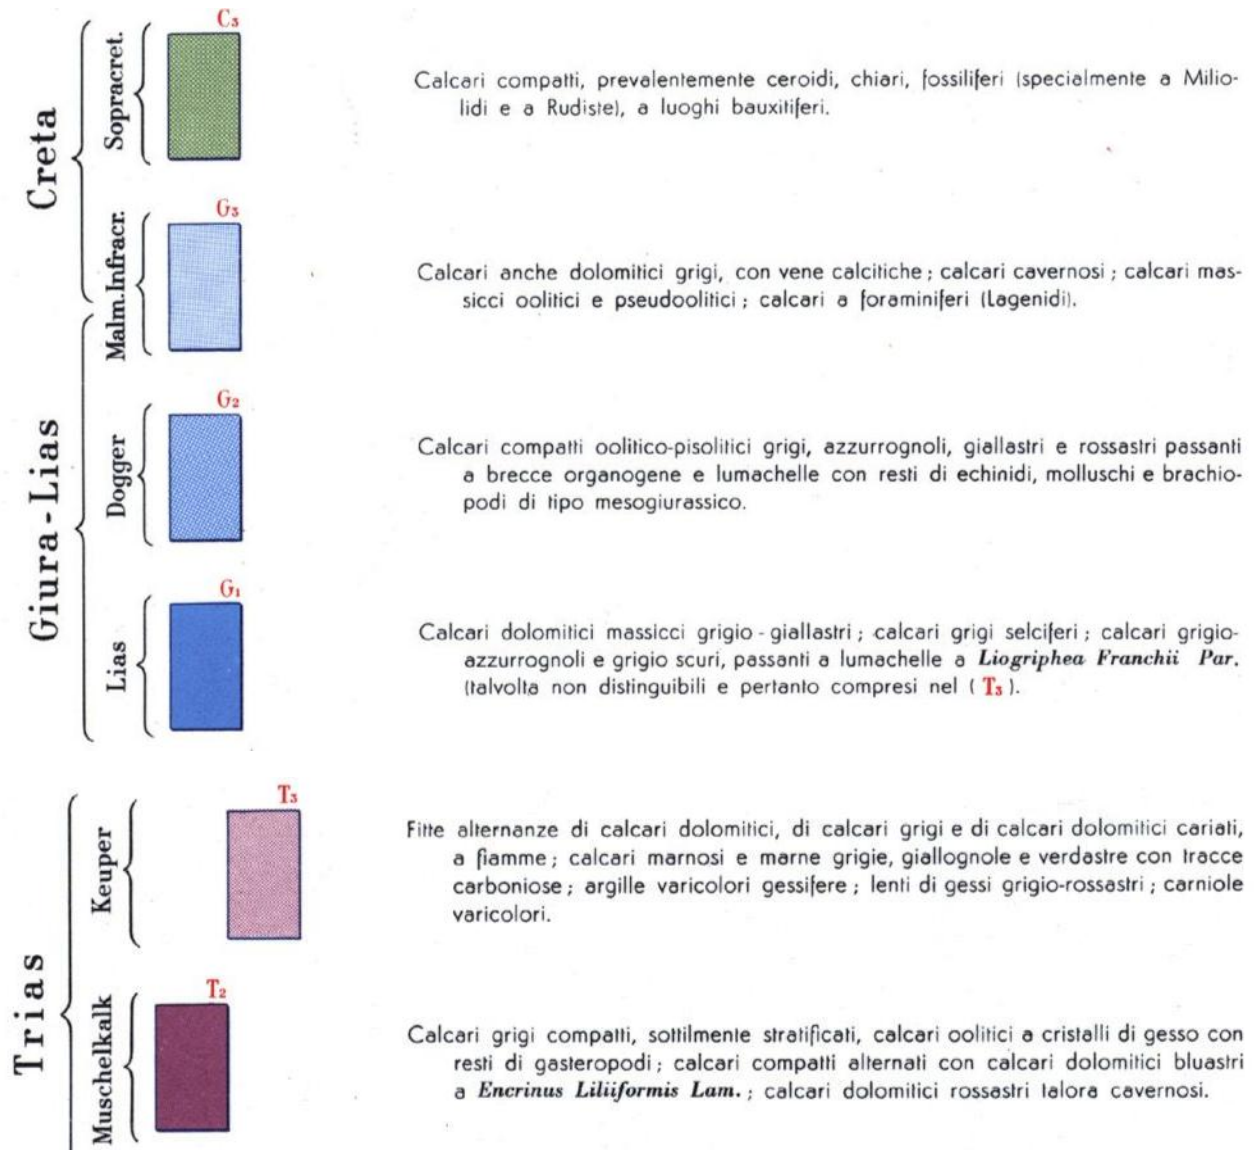 Creta
Sopracret.
C3
Calcari compatti, prevalentemente ceroidi, chiari, fossiliferi (specialmente a Milio-
lidi e a Rudiste), a luoghi bauxitiferi.
Malm.Infracr.
G3
Calcari anche dolomitici grigi, con vene calcitiche; calcari cavernosi; calcari mas-
sicci oolitici e pseudoolitici; calcari a foraminiferi (Lagenidi).
Giura-Lias
Dogger
G2
Calcari compatti oolitico-pisolitici grigi, azzurrognoli, giallastri e rossastri passanti
a brecce organogene e lumachelle con resti di echinidi, molluschi e brachio-
podi di tipo mesogiurassico.
Lias
G1
Calcari dolomitici massicci grigio-giallastri; calcari grigi selciferi; calcari grigio-
azzurrognoli e grigio scuri, passanti a lumachelle a Liogriphea Franchii Par.
(talvolta non distinguibili e pertanto compresi nel (T3).
Trias
Keuper
T3
Fitte alternanze di calcari dolomitici, di calcari grigi e di calcari dolomitici cariati,
a fiamme; calcari marnosi e marne grigie, giallognole e verdastre con tracce
carboniose; argille varicolori gessifere; lenti di gessi grigio-rossastri; carniole
varicolori.
Muschelkalk
T2
Calcari grigi compatti, sottilmente stratificati, calcari oolitici a cristalli di gesso con
resti di gasteropodi; calcari compatti alternati con calcari dolomitici bluastri
a Encrinus Liliiformis Lam.; calcari dolomitici rossastri talora cavernosi.